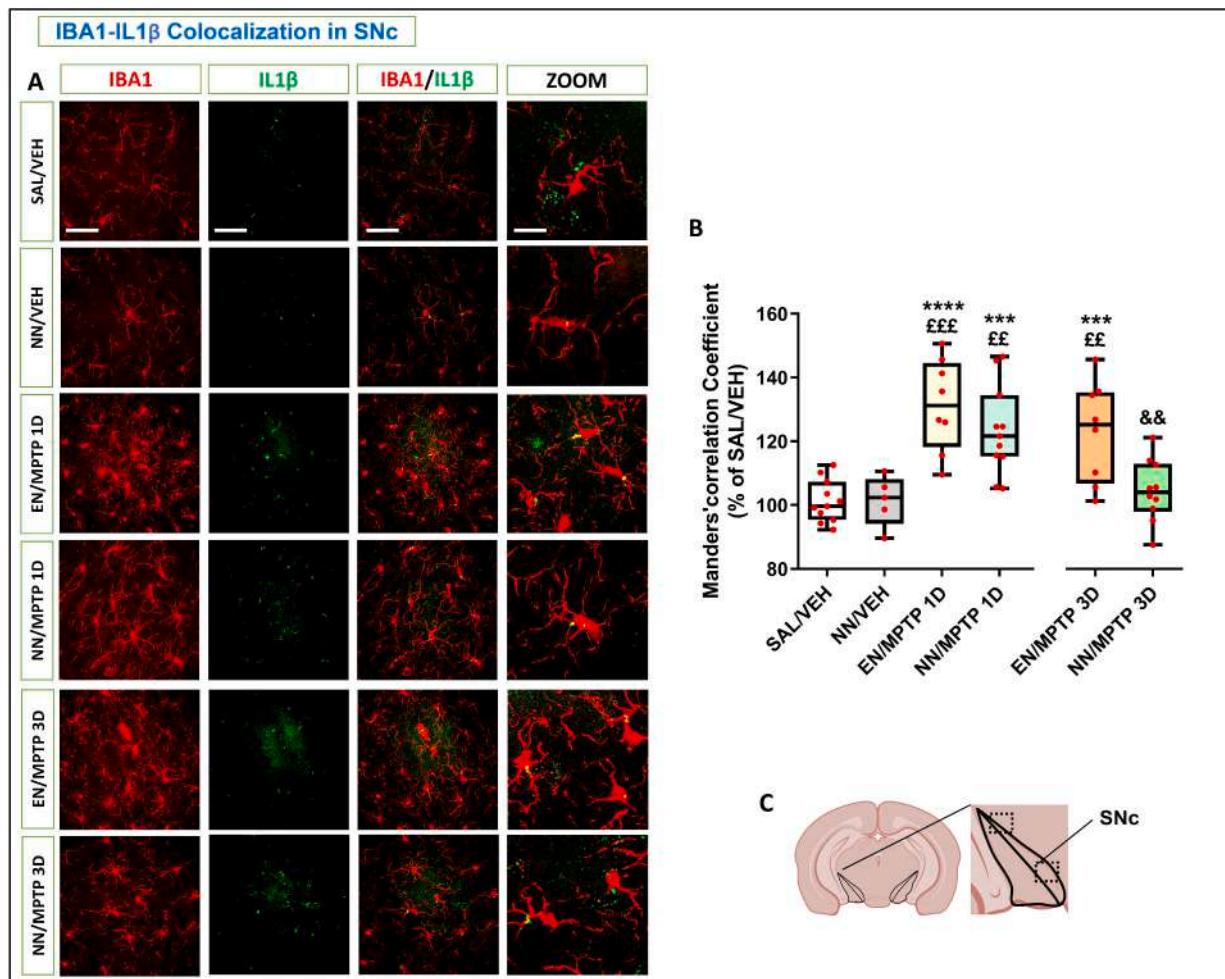 IBA1-IL1β Colocalization in SNc
A
IBA1
IL1β
IBA1/IL1β
ZOOM
SAL/VEH
NN/VEH
EN/MPTP 1D
NN/MPTP 1D
EN/MPTP 3D
NN/MPTP 3D
B
Manders'correlation Coefficient
(% of SAL/VEH)
160
140
120
100
80
****
£££
***
££
***
££
&&
SAL/VEH
NN/VEH
EN/MPTP 1D
NN/MPTP 1D
EN/MPTP 3D
NN/MPTP 3D
C
SNc